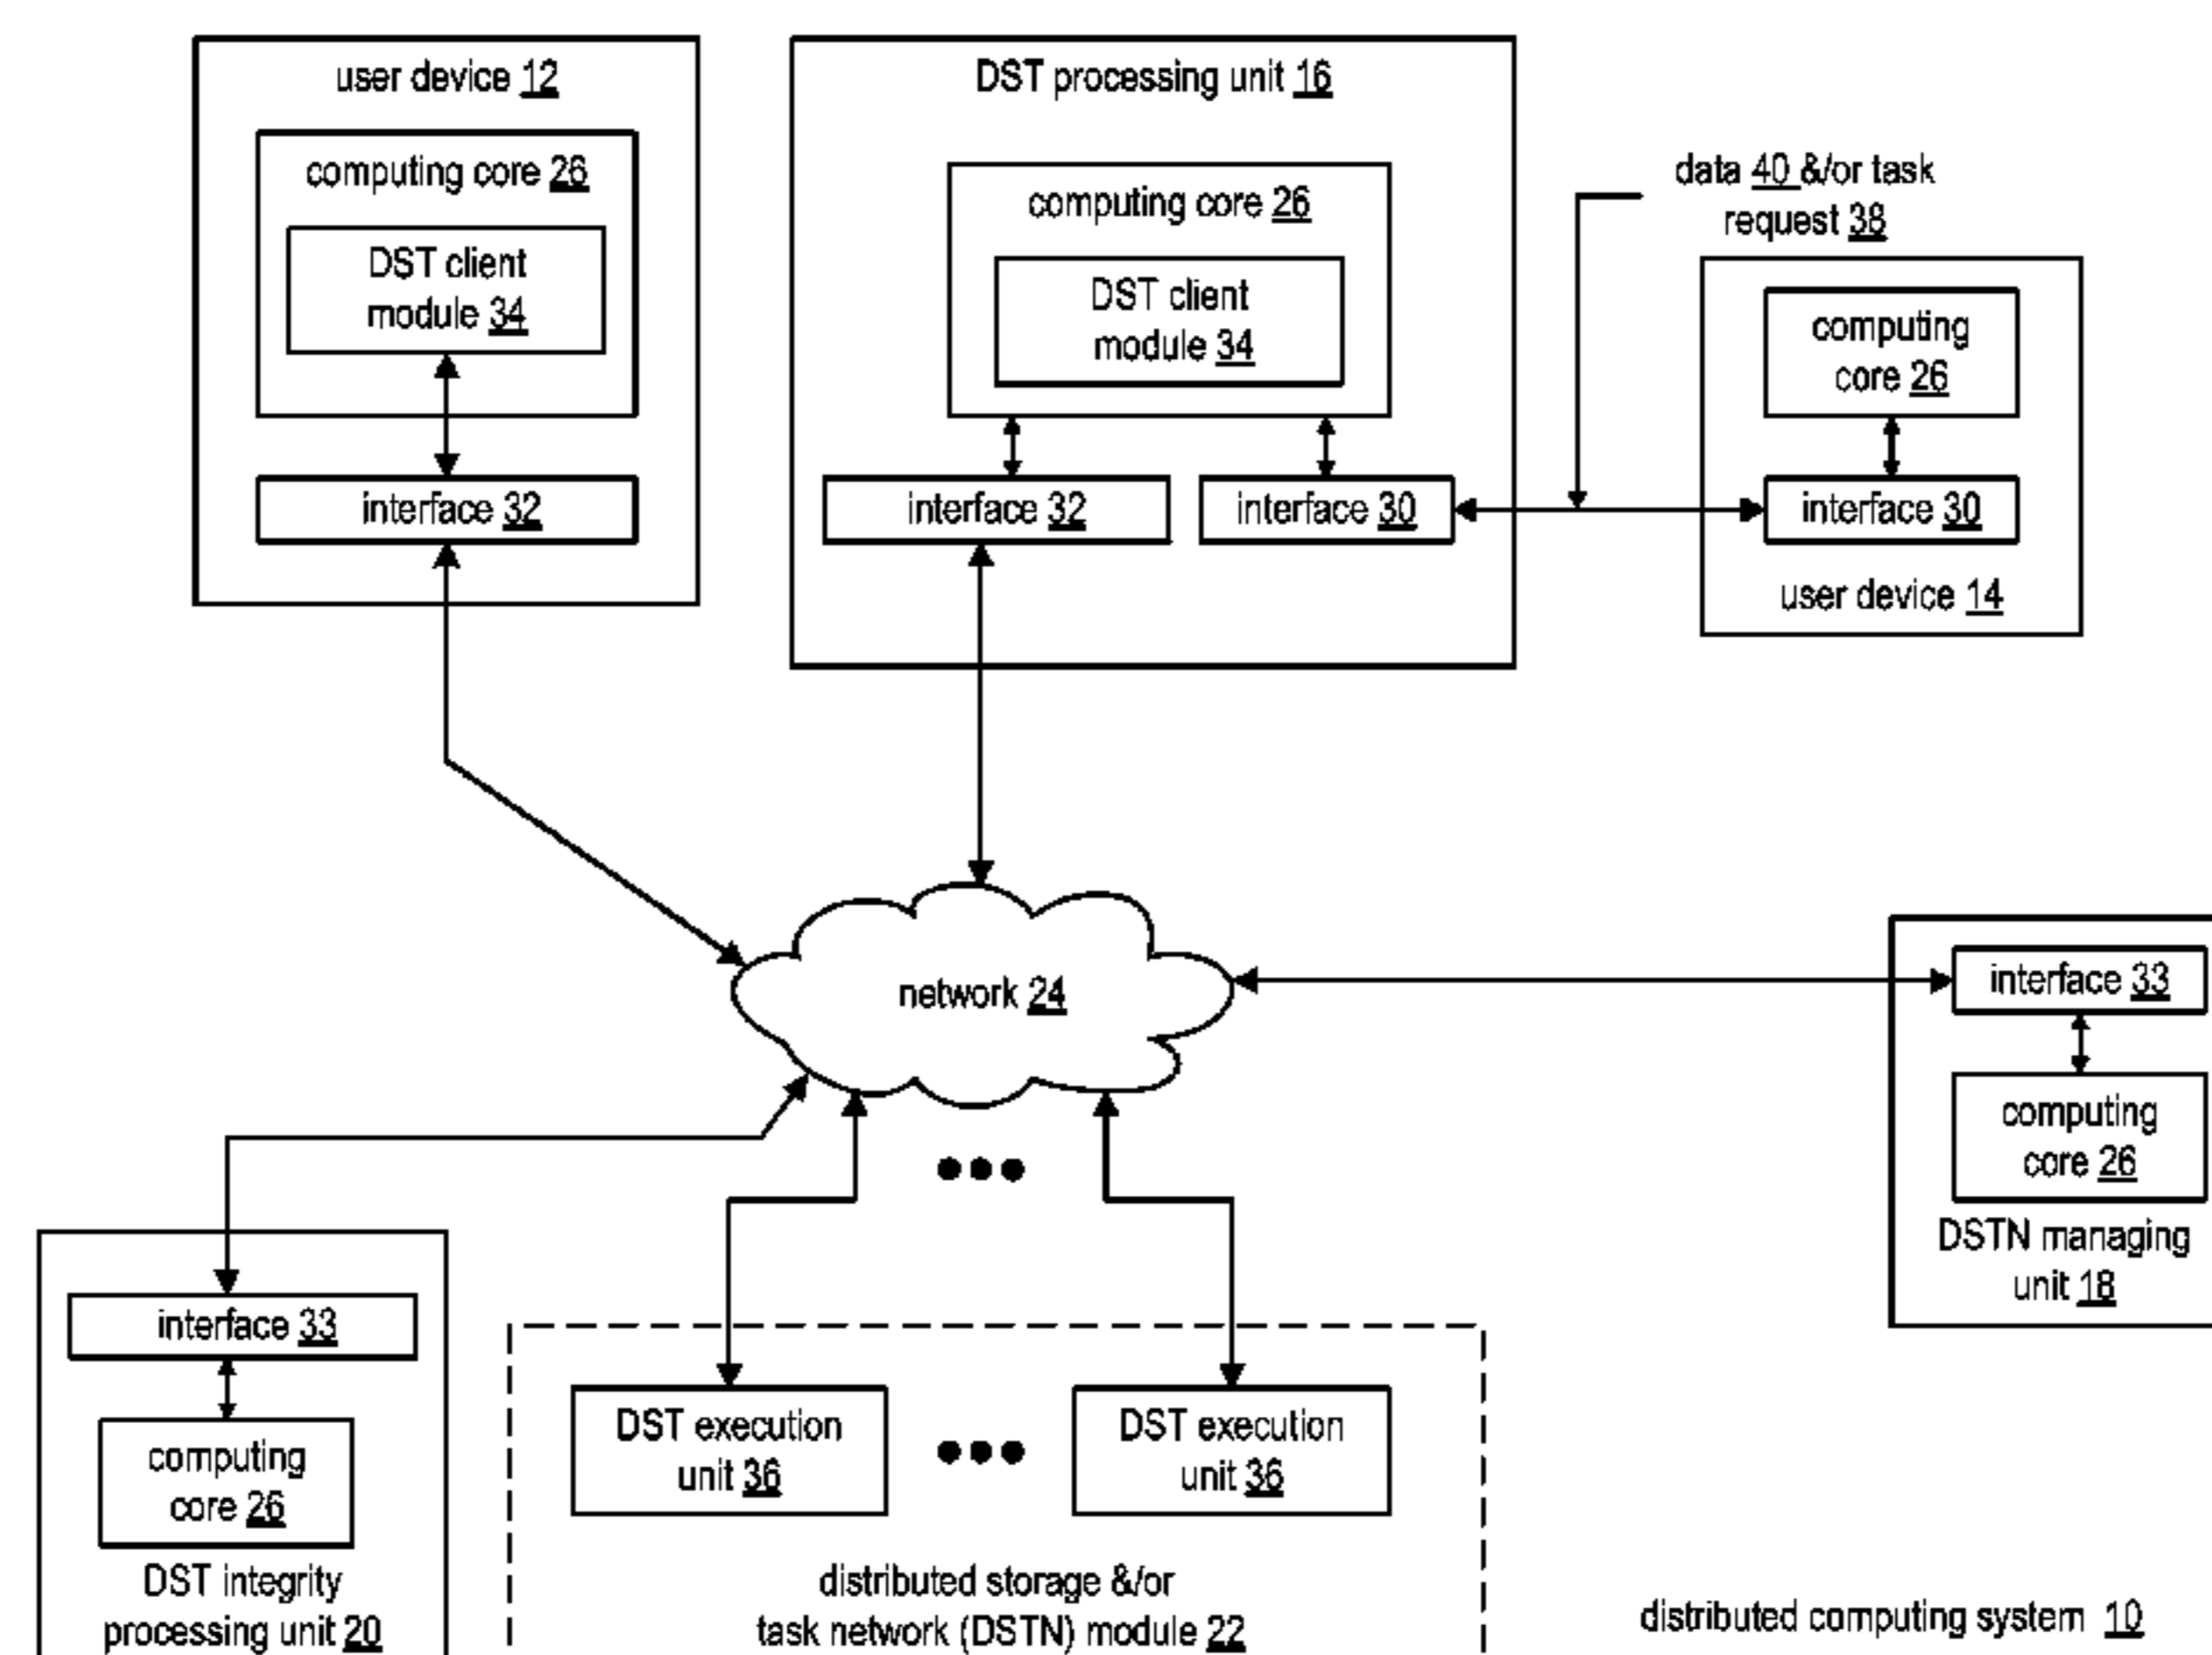 user device 12
computing core 26
DST client
module 34
interface 32
DST processing unit 16
computing core 26
DST client
module 34
interface 32
interface 30
data 40 &/or task
request 38
computing
core 26
interface 30
user device 14
network 24
interface 33
computing
core 26
DSTN managing
unit 18
interface 33
computing
core 26
DST integrity
processing unit 20
DST execution
unit 36
DST execution
unit 36
distributed storage &/or
task network (DSTN) module 22
distributed computing system 10